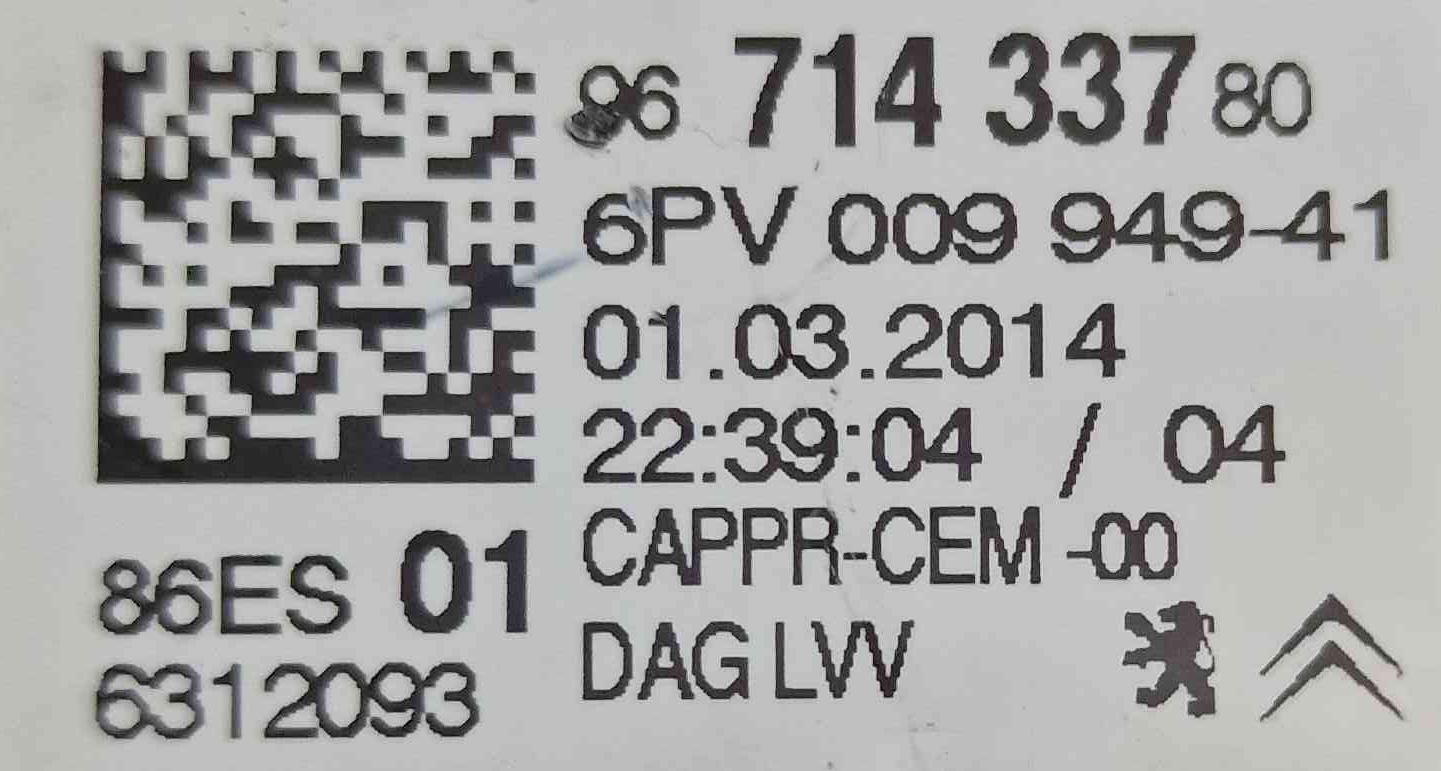 96 714 337 80
6PV 009 949-41
01.03.2014
22:39:04 / 04
CAPPR-CEM -00
DAG LVV
86ES 01
6312093